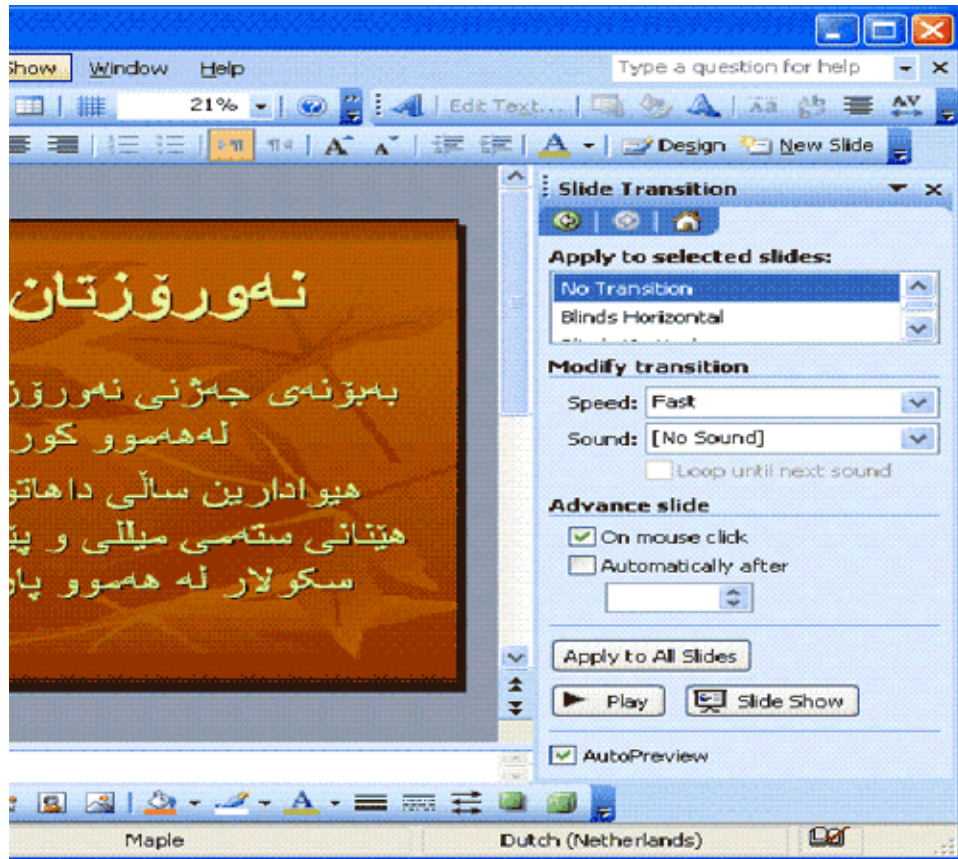 Show Window Help Type a question for help
21% Edit Text...
Design New Slide
Slide Transition
نەورۆزتان
Apply to selected slides:
No Transition
Blinds Horizontal
بەبۆنەی جەژنی نەورۆز
لەهەموو کور
هیوادارین ساڵی داهاتو
هێنانی ستەمی میللی و پێ
سکولار لە هەموو پار
Modify transition
Speed: Fast
Sound: [No Sound]
Loop until next sound
Advance slide
On mouse click
Automatically after
Apply to All Slides
Play Slide Show
AutoPreview
Maple Dutch (Netherlands)